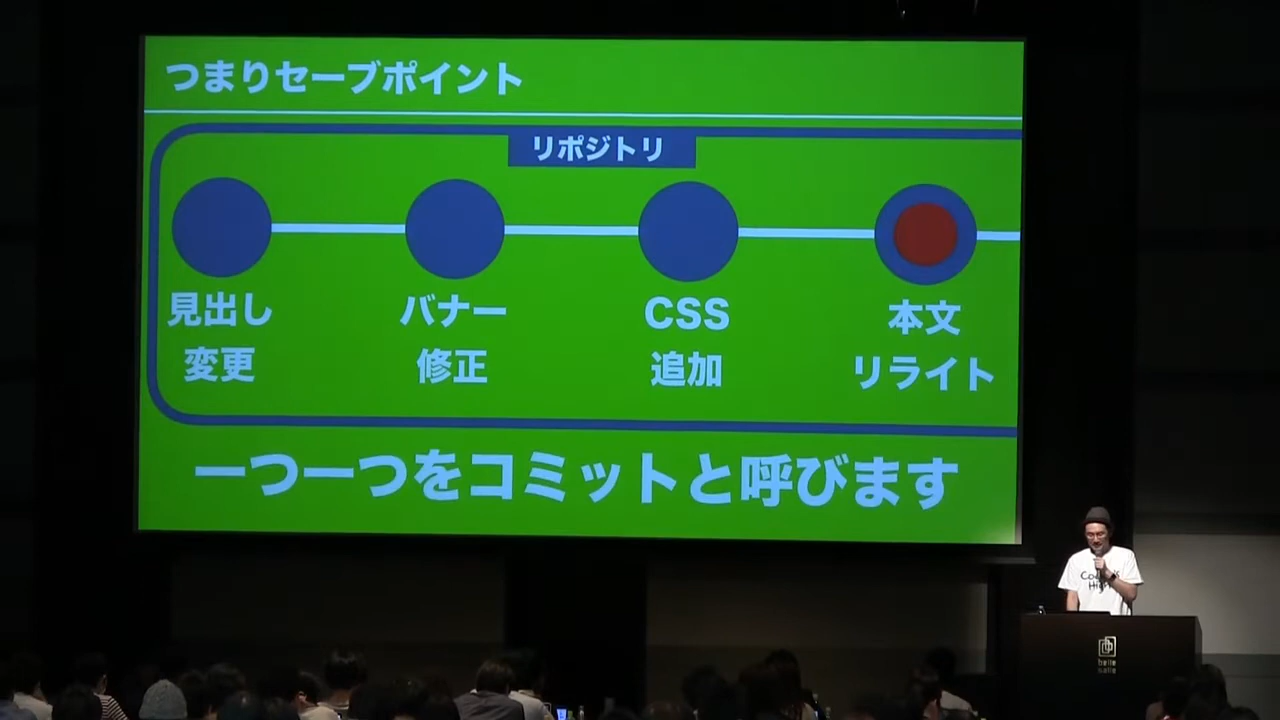 つまりセーブポイント
リポジトリ
見出し
変更
バナー
修正
CSS
追加
本文
リライト
一つ一つをコミットと呼びます
belle
salle